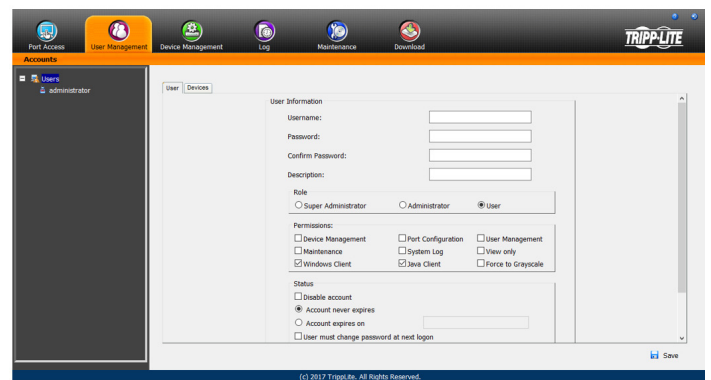 TRIPP·LITE
Port Access User Management Device Management Log Maintenance Download
Accounts
Users
administrator
User Devices
User Information
Username:
Password:
Confirm Password:
Description:
Role
Super Administrator Administrator User
Permissions:
Device Management Port Configuration User Management
Maintenance System Log View only
Windows Client Java Client Force to Grayscale
Status
Disable account
Account never expires
Account expires on
User must change password at next logon
Save
(c) 2017 TrippLite. All Rights Reserved.